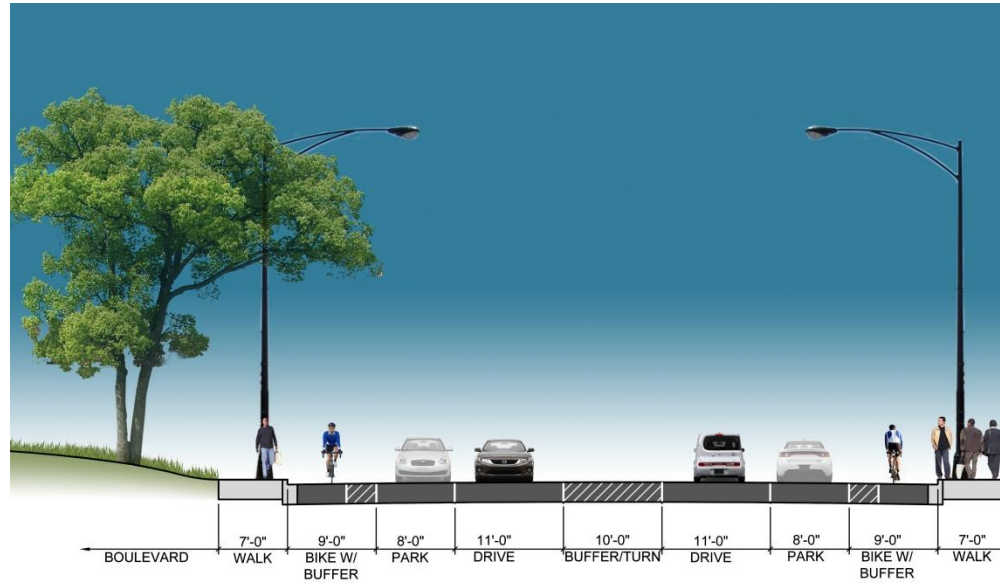 7'-0" 9'-0" 8'-0" 11'-0" 10'-0" 11'-0" 8'-0" 9'-0" 7'-0"
BOULEVARD WALK BIKE W/ PARK DRIVE BUFFER/TURN DRIVE PARK BIKE W/ WALK
BUFFER BUFFER